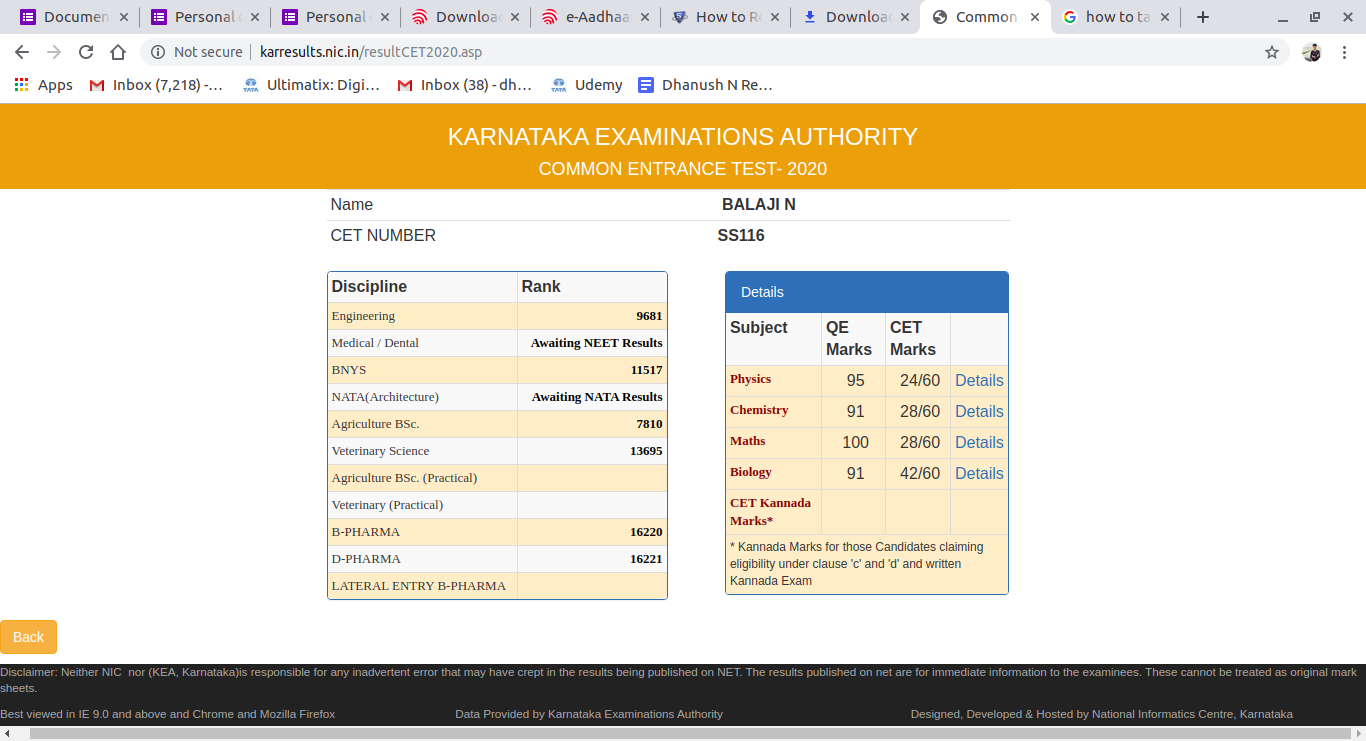 Documen Personal Personal Downloa e-Aadhaa How to R Downloa Common how to ta
Not secure karresults.nic.in/resultCET2020.asp
Apps Inbox (7,218) -... Ultimatix: Digi... Inbox (38) - dh... Udemy Dhanush N Re...
KARNATAKA EXAMINATIONS AUTHORITY
COMMON ENTRANCE TEST- 2020
Name BALAJI N
CET NUMBER SS116
Discipline Rank
Engineering 9681
Medical / Dental Awaiting NEET Results
BNYS 11517
NATA(Architecture) Awaiting NATA Results
Agriculture BSc. 7810
Veterinary Science 13695
Agriculture BSc. (Practical)
Veterinary (Practical)
B-PHARMA 16220
D-PHARMA 16221
LATERAL ENTRY B-PHARMA
Details
Subject QE Marks CET Marks
Physics 95 24/60 Details
Chemistry 91 28/60 Details
Maths 100 28/60 Details
Biology 91 42/60 Details
CET Kannada
Marks*
* Kannada Marks for those Candidates claiming
eligibility under clause 'c' and 'd' and written
Kannada Exam
Back
Disclaimer: Neither NIC nor (KEA, Karnataka)is responsible for any inadvertent error that may have crept in the results being published on NET. The results published on net are for immediate information to the examinees. These cannot be treated as original mark
sheets.
Best viewed in IE 9.0 and above and Chrome and Mozilla Firefox Data Provided by Karnataka Examinations Authority Designed, Developed & Hosted by National Informatics Centre, Karnataka